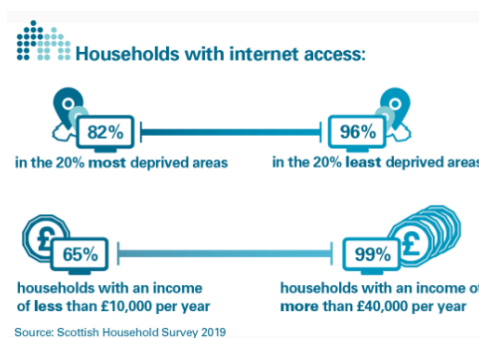 Households with internet access:
82%
96%
in the 20% most deprived areas
in the 20% least deprived areas
£
65%
99%
£
households with an income
of less than £10,000 per year
households with an income of
more than £40,000 per year
Source: Scottish Household Survey 2019